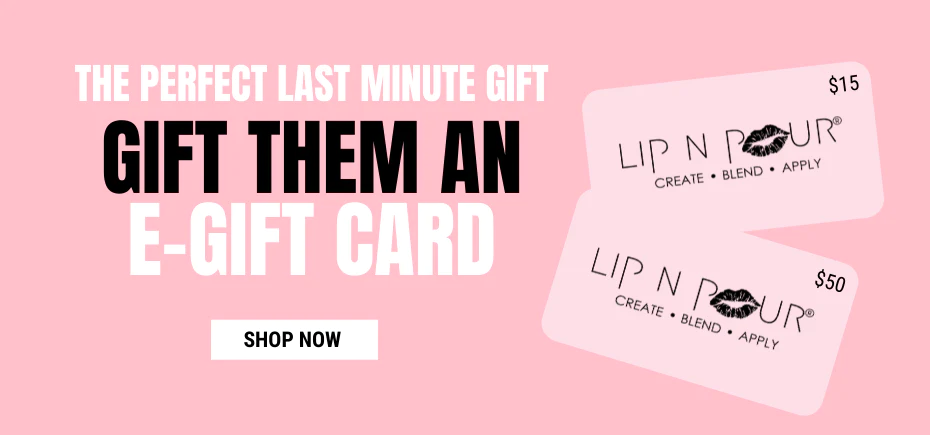 THE PERFECT LAST MINUTE GIFT
GIFT THEM AN
E-GIFT CARD
SHOP NOW
$15
LIP N POUR®
CREATE • BLEND • APPLY
$50
LIP N POUR®
CREATE • BLEND • APPLY